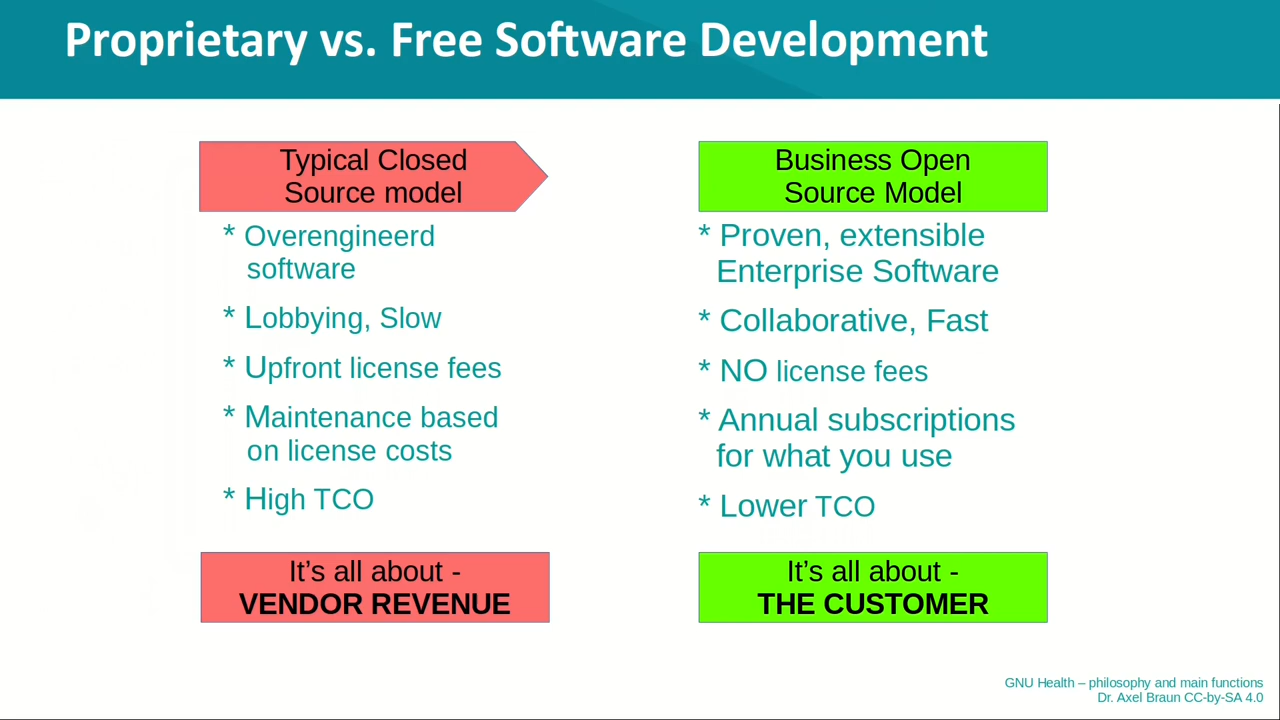 Proprietary vs. Free Software Development
Typical Closed
Source model
* Overengineerd
software
* Lobbying, Slow
* Upfront license fees
* Maintenance based
on license costs
* High TCO
It’s all about -
VENDOR REVENUE
Business Open
Source Model
* Proven, extensible
Enterprise Software
* Collaborative, Fast
* NO license fees
* Annual subscriptions
for what you use
* Lower TCO
It’s all about -
THE CUSTOMER
GNU Health – philosophy and main functions
Dr. Axel Braun CC-by-SA 4.0